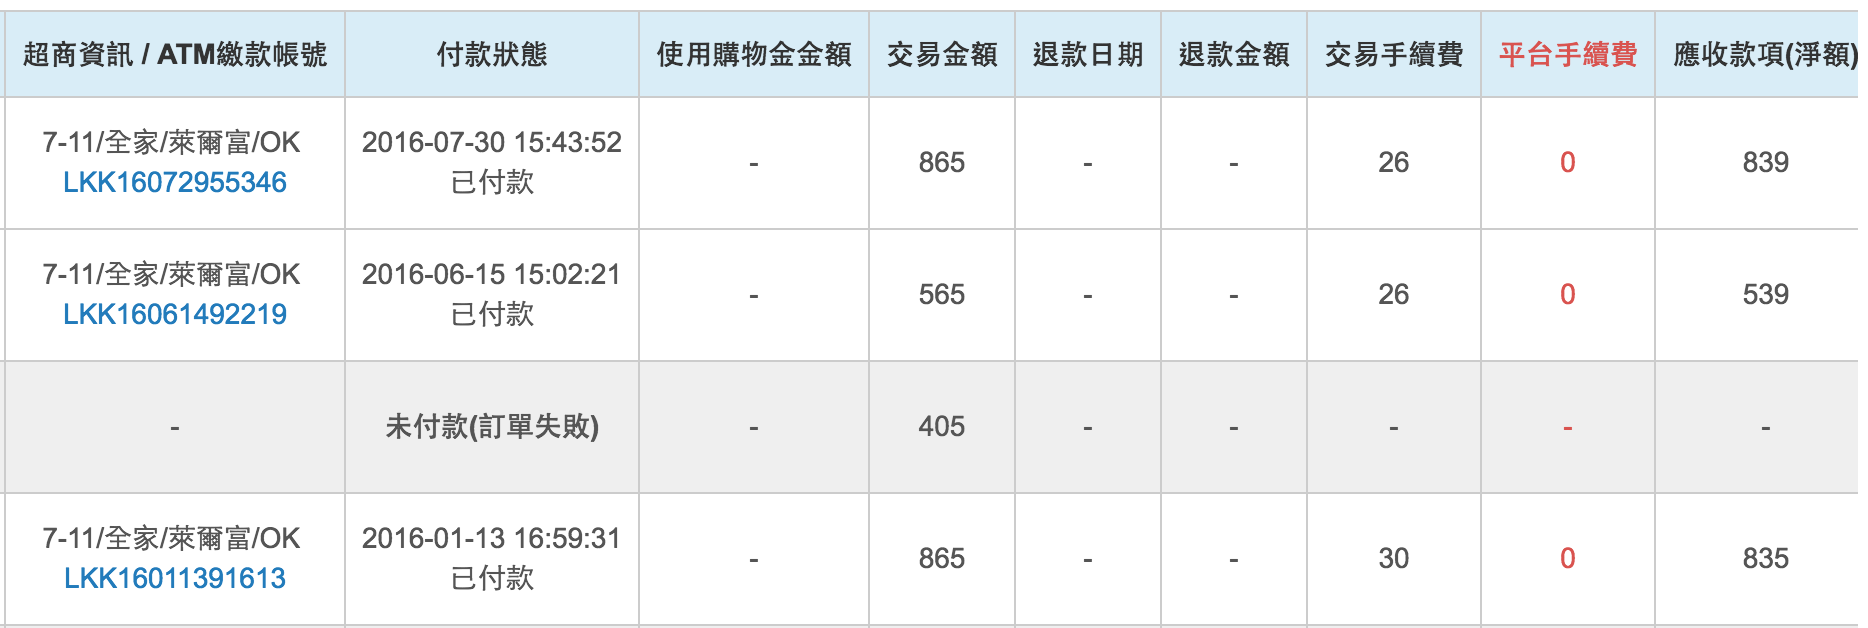 超商資訊 / ATM繳款帳號 付款狀態 使用購物金金額 交易金額 退款日期 退款金額 交易手續費 平台手續費 應收款項(淨額)
7-11/全家/萊爾富/OK 2016-07-30 15:43:52
LKK16072955346 已付款 - 865 - - 26 0 839
7-11/全家/萊爾富/OK 2016-06-15 15:02:21
LKK16061492219 已付款 - 565 - - 26 0 539
- 未付款(訂單失敗) - 405 - - - - -
7-11/全家/萊爾富/OK 2016-01-13 16:59:31
LKK16011391613 已付款 - 865 - - 30 0 835